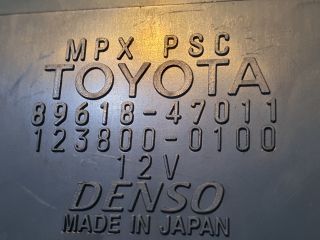 MPX PSC
TOYOTA
89618-47011
123800-0100
12V
DENSO
MADE IN JAPAN